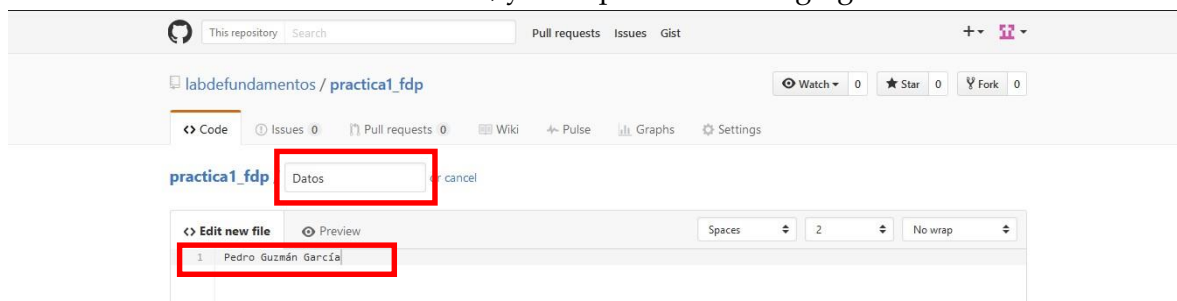 This repository Search Pull requests Issues Gist
labdefundamentos / practica1_fdp Watch 0 Star 0 Fork 0
Code Issues 0 Pull requests 0 Wiki Pulse Graphs Settings
practica1_fdp / Datos or cancel
Edit new file Preview Spaces 2 No wrap
1 Pedro Guzmán García